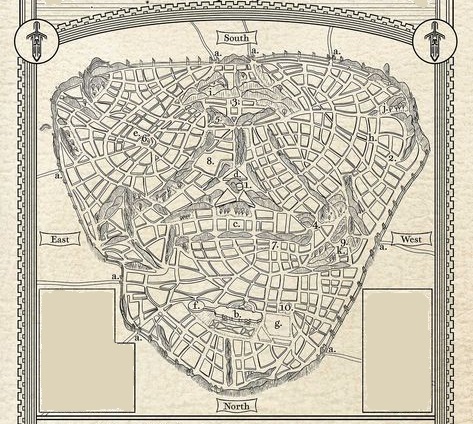 South
a.
a.
a.
i.
3.
j.
5.
e.
6.
h.
2.
8.
a.
d.
1.
c.
4.
East
7.
9.
West
k.
a.
a.
f.
b.
10.
g.
a.
a.
North